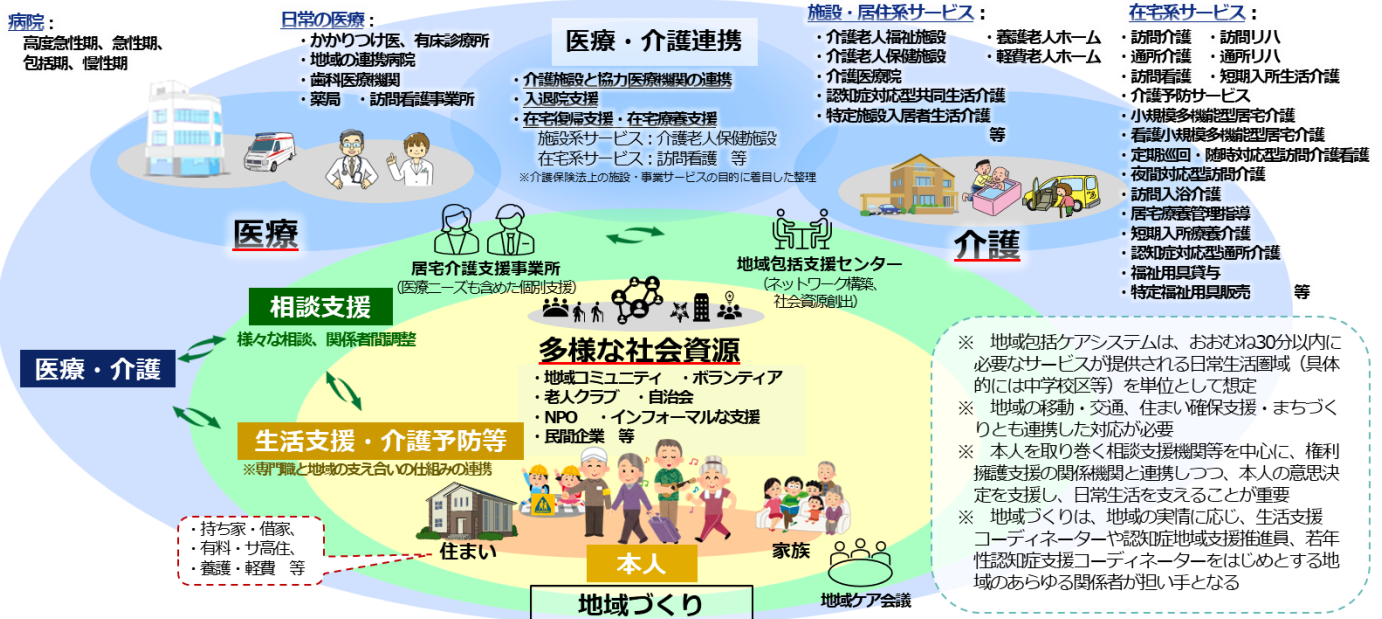 病院：
高度急性期、急性期、
包括期、慢性期
日常の医療：
・かかりつけ医、有床診療所
・地域の連携病院
・歯科医療機関
・薬局　・訪問看護事業所
医療・介護連携
・介護施設と協力医療機関の連携
・入退院支援
・在宅復帰支援・在宅療養支援
施設系サービス：介護老人保健施設
在宅系サービス：訪問看護　等
※介護保険法上の施設・事業サービスの目的に着目した整理
施設・居住系サービス：
・介護老人福祉施設　・養護老人ホーム
・介護老人保健施設　・軽費老人ホーム
・介護医療院
・認知症対応型共同生活介護
・特定施設入居者生活介護
等
在宅系サービス：
・訪問介護　・訪問リハ
・通所介護　・通所リハ
・訪問看護　・短期入所生活介護
・介護予防サービス
・小規模多機能型居宅介護
・看護小規模多機能型居宅介護
・定期巡回・随時対応型訪問介護看護
・夜間対応型訪問介護
・訪問入浴介護
・居宅療養管理指導
・短期入所療養介護
・認知症対応型通所介護
・福祉用具貸与
・特定福祉用具販売　等
医療
介護
居宅介護支援事業所
（医療ニーズも含めた個別支援）
地域包括支援センター
（ネットワーク構築、
社会資源創出）
相談支援
様々な相談、関係者間調整
医療・介護
多様な社会資源
・地域コミュニティ　・ボランティア
・老人クラブ　・自治会
・NPO　・インフォーマルな支援
・民間企業　等
生活支援・介護予防等
※専門職と地域の支え合いの仕組みの連携
・持ち家・借家、
・有料・サ高住、
・養護・軽費　等
住まい
本人
家族
地域づくり
地域ケア会議
※　地域包括ケアシステムは、おおむね30分以内に
必要なサービスが提供される日常生活圏域（具体
的には中学校区等）を単位として想定
※　地域の移動・交通、住まい確保支援・まちづく
りとも連携した対応が必要
※　本人を取り巻く相談支援機関等を中心に、権利
擁護支援の関係機関と連携しつつ、本人の意思決
定を支援し、日常生活を支えることが重要
※　地域づくりは、地域の実情に応じ、生活支援
コーディネーターや認知症地域支援推進員、若年
性認知症支援コーディネーターをはじめとする地
域のあらゆる関係者が担い手となる